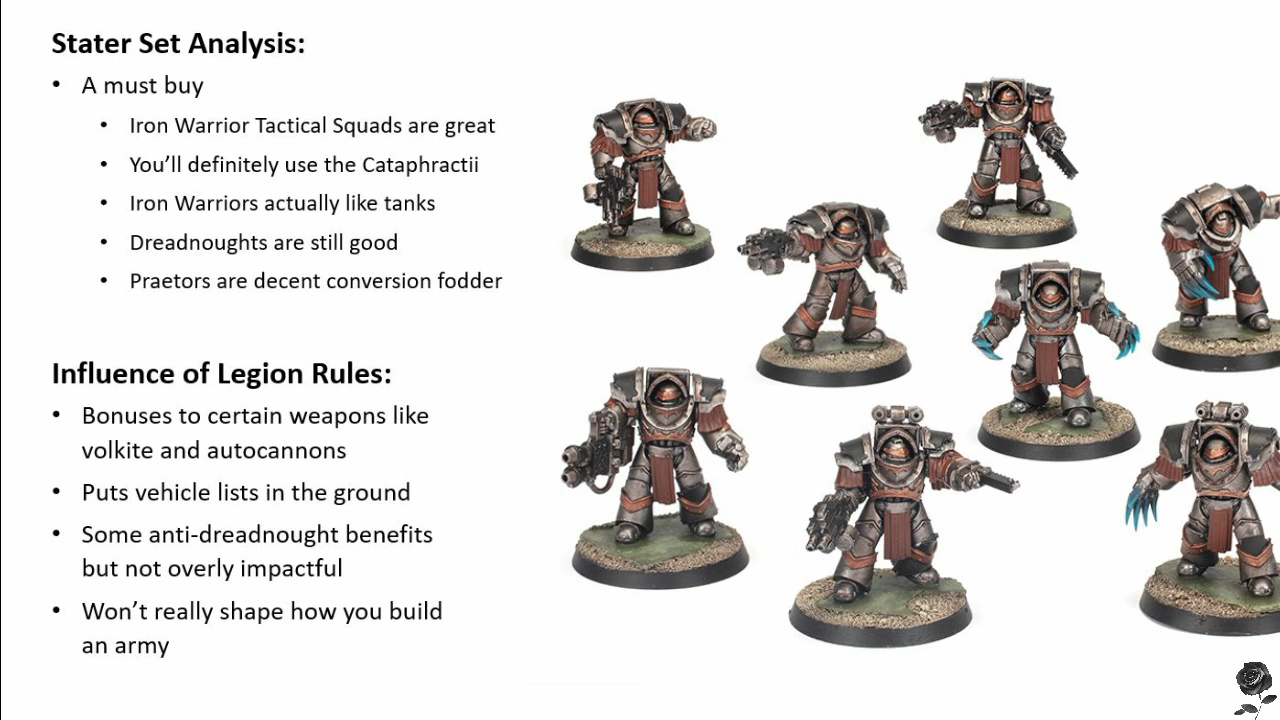 Stater Set Analysis:
• A must buy
• Iron Warrior Tactical Squads are great
• You’ll definitely use the Cataphractii
• Iron Warriors actually like tanks
• Dreadnoughts are still good
• Praetors are decent conversion fodder
Influence of Legion Rules:
• Bonuses to certain weapons like
volkite and autocannons
• Puts vehicle lists in the ground
• Some anti-dreadnought benefits
but not overly impactful
• Won’t really shape how you build
an army